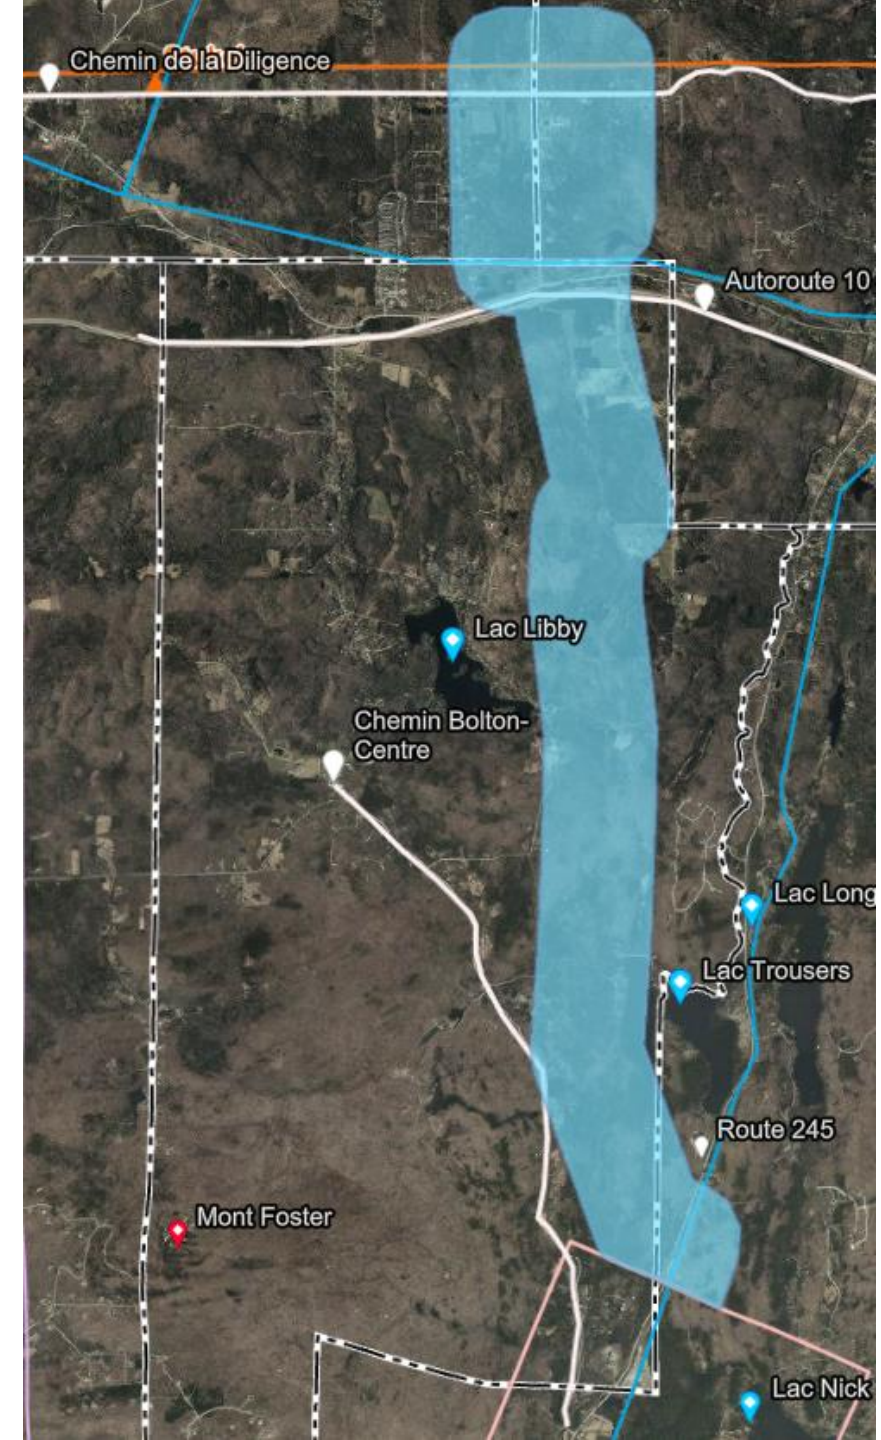 Chemin de la Diligence
Autoroute 10
Lac Libby
Chemin Bolton-
Centre
Lac Long
Lac Trousers
Route 245
Mont Foster
Lac Nick